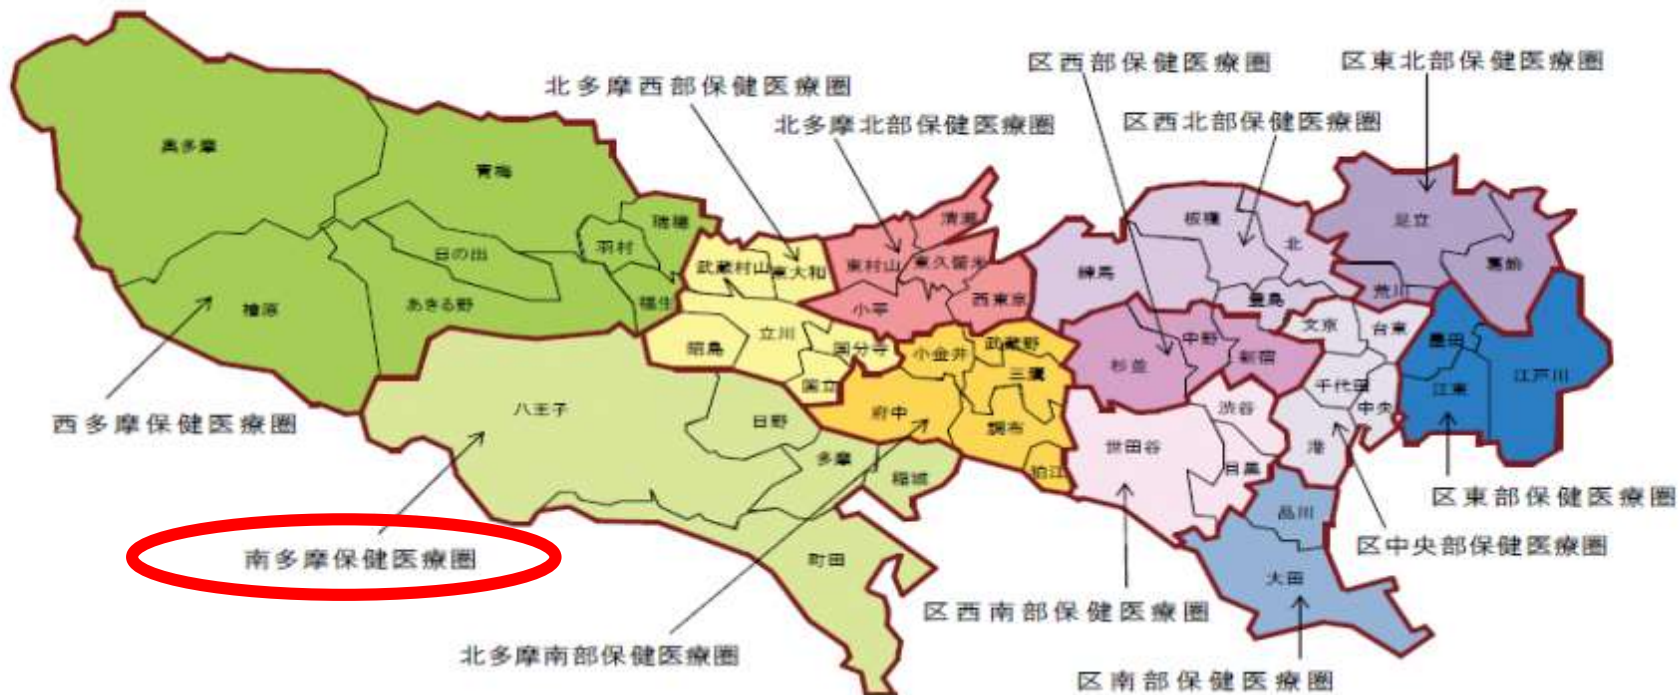 区西部保健医療圏
区東北部保健医療圏
北多摩西部保健医療圏
北多摩北部保健医療圏
区西北部保健医療圏
奥多摩
青梅
瑞穂
羽村
日の出
福生
檜原
あきる野
武蔵村山
東大和
清瀬
東村山
東久留米
小平
西東京
板橋
北
練馬
豊島
足立
葛飾
荒川
昭島
立川
国分寺
国立
小金井
武蔵野
三鷹
府中
調布
狛江
杉並
中野
新宿
文京
台東
千代田
中央
港
墨田
江東
江戸川
渋谷
世田谷
目黒
品川
大田
八王子
日野
多摩
稲城
町田
西多摩保健医療圏
区東部保健医療圏
区中央部保健医療圏
南多摩保健医療圏
区西南部保健医療圏
北多摩南部保健医療圏
区南部保健医療圏